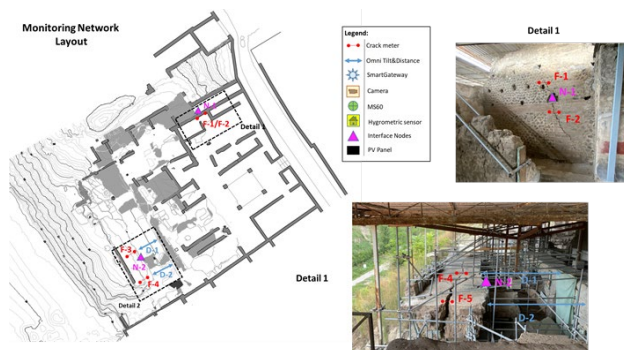 Monitoring Network
Layout
N-1
F-1/F-2
Detail 1
F-3
D-1
N-2
D-2
F-4
Detail 2
Detail 1
Legend:
Crack meter
Omni Tilt&Distance
SmartGateway
Camera
MS60
Hygrometric sensor
Interface Nodes
PV Panel
Detail 1
F-1
N-1
F-2
F-4
N-2
D-1
F-5
D-2